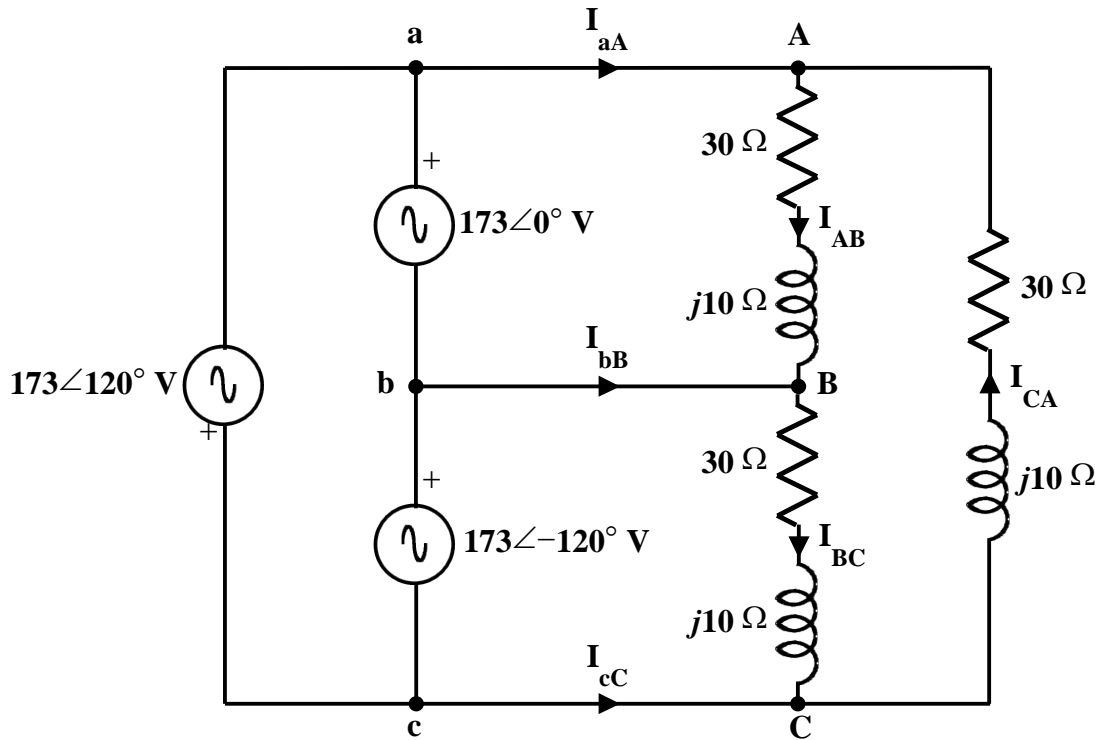 a
I_aA
A
30 Ω
+
173∠0° V
I_AB
30 Ω
j10 Ω
I_bB
173∠120° V
b
B
I_CA
+
30 Ω
+
j10 Ω
173∠−120° V
I_BC
j10 Ω
I_cC
c
C